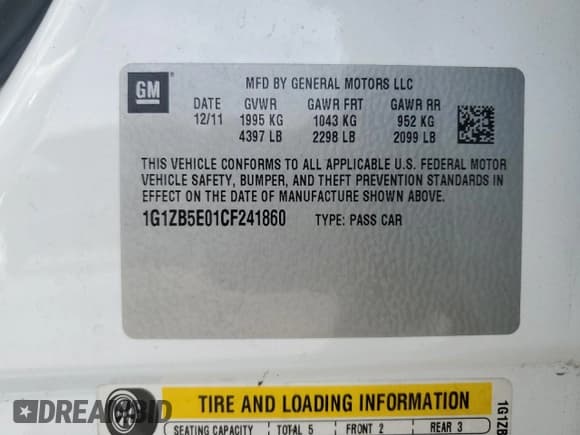 GM
MFD BY GENERAL MOTORS LLC
DATE GVWR GAWR FRT GAWR RR
12/11 1995 KG 1043 KG 952 KG
4397 LB 2298 LB 2099 LB
THIS VEHICLE CONFORMS TO ALL APPLICABLE U.S. FEDERAL MOTOR
VEHICLE SAFETY, BUMPER, AND THEFT PREVENTION STANDARDS IN
EFFECT ON THE DATE OF MANUFACTURE SHOWN ABOVE.
1G1ZB5E01CF241860 TYPE: PASS CAR
TIRE AND LOADING INFORMATION
SEATING CAPACITY TOTAL 5 FRONT 2 REAR 3
1G1ZB
DREAMBID